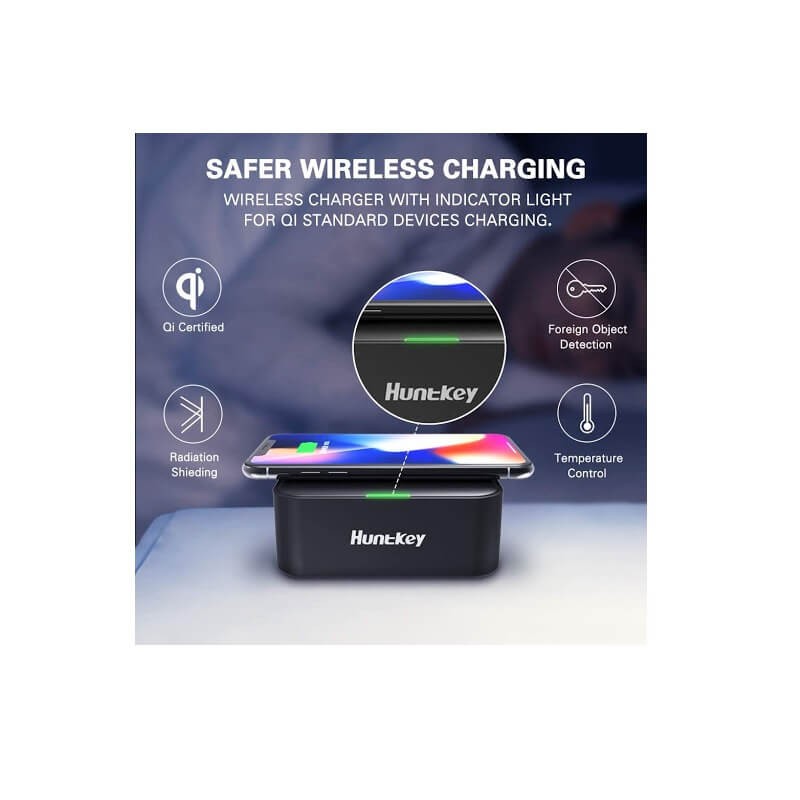 SAFER WIRELESS CHARGING
WIRELESS CHARGER WITH INDICATOR LIGHT
FOR QI STANDARD DEVICES CHARGING.
qi
Qi Certified
Foreign Object
Detection
Huntkey
Radiation
Shieding
Temperature
Control
Huntkey